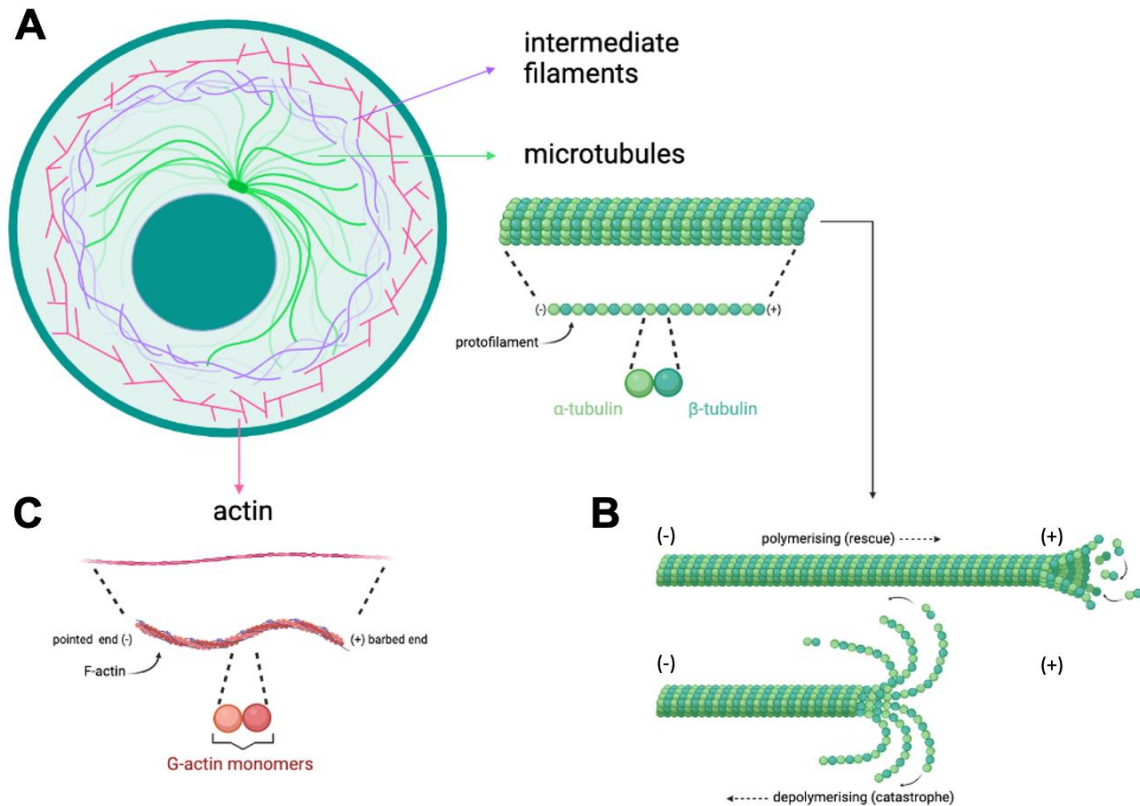 A
intermediate
filaments
microtubules
(-)
(+)
protofilament
α-tubulin
β-tubulin
C
actin
pointed end (-)
(+) barbed end
F-actin
G-actin monomers
B
(-)
(+)
polymerising (rescue)
(-)
(+)
depolymerising (catastrophe)